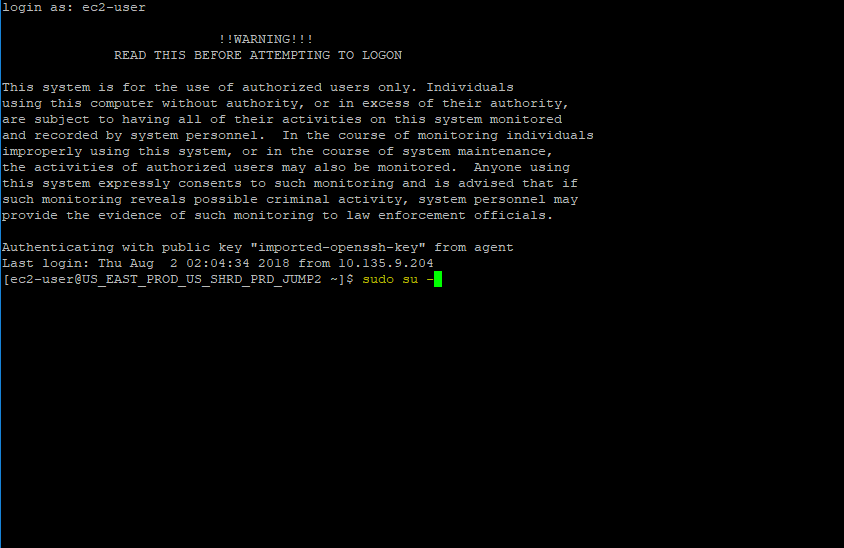 login as: ec2-user
!!WARNING!!!
READ THIS BEFORE ATTEMPTING TO LOGON
This system is for the use of authorized users only. Individuals
using this computer without authority, or in excess of their authority,
are subject to having all of their activities on this system monitored
and recorded by system personnel.  In the course of monitoring individuals
improperly using this system, or in the course of system maintenance,
the activities of authorized users may also be monitored.  Anyone using
this system expressly consents to such monitoring and is advised that if
such monitoring reveals possible criminal activity, system personnel may
provide the evidence of such monitoring to law enforcement officials.
Authenticating with public key "imported-openssh-key" from agent
Last login: Thu Aug  2 02:04:34 2018 from 10.135.9.204
[ec2-user@US_EAST_PROD_US_SHRD_PRD_JUMP2 ~]$ sudo su -